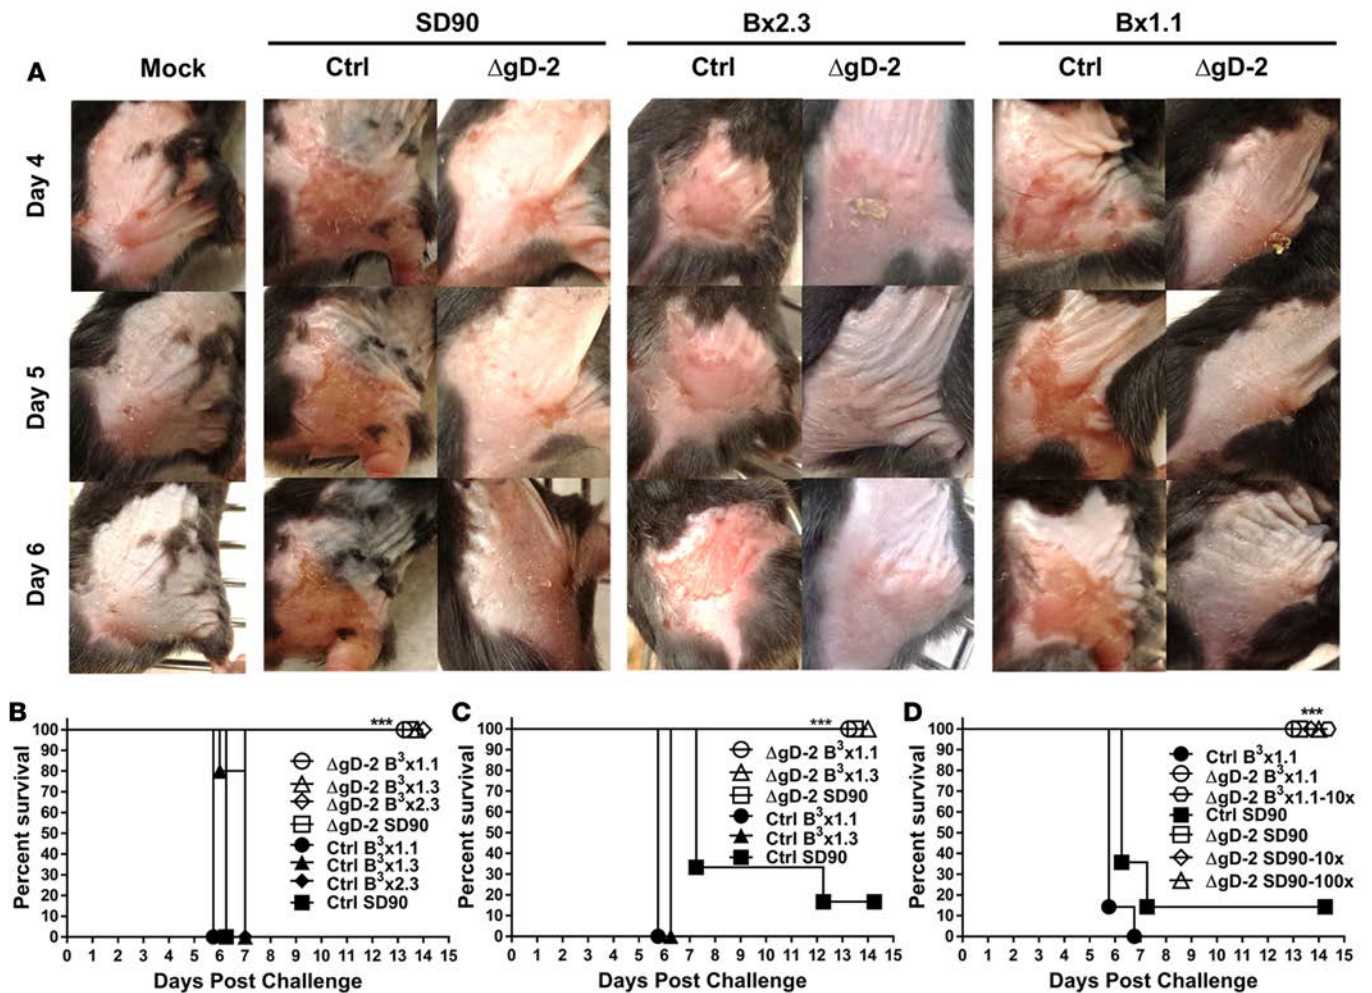 SD90 Bx2.3 Bx1.1
A Mock Ctrl ΔgD-2 Ctrl ΔgD-2 Ctrl ΔgD-2
Day 4
Day 5
Day 6
B
***
Percent survival
100
90
80
70
60
50
40
30
20
10
0
ΔgD-2 B³x1.1
ΔgD-2 B³x1.3
ΔgD-2 B³x2.3
ΔgD-2 SD90
Ctrl B³x1.1
Ctrl B³x1.3
Ctrl B³x2.3
Ctrl SD90
0 1 2 3 4 5 6 7 8 9 10 11 12 13 14 15
Days Post Challenge
C
***
Percent survival
100
90
80
70
60
50
40
30
20
10
0
ΔgD-2 B³x1.1
ΔgD-2 B³x1.3
ΔgD-2 SD90
Ctrl B³x1.1
Ctrl B³x1.3
Ctrl SD90
0 1 2 3 4 5 6 7 8 9 10 11 12 13 14 15
Days Post Challenge
D
***
Percent survival
100
90
80
70
60
50
40
30
20
10
0
Ctrl B³x1.1
ΔgD-2 B³x1.1
ΔgD-2 B³x1.1-10x
Ctrl SD90
ΔgD-2 SD90
ΔgD-2 SD90-10x
ΔgD-2 SD90-100x
0 1 2 3 4 5 6 7 8 9 10 11 12 13 14 15
Days Post Challenge